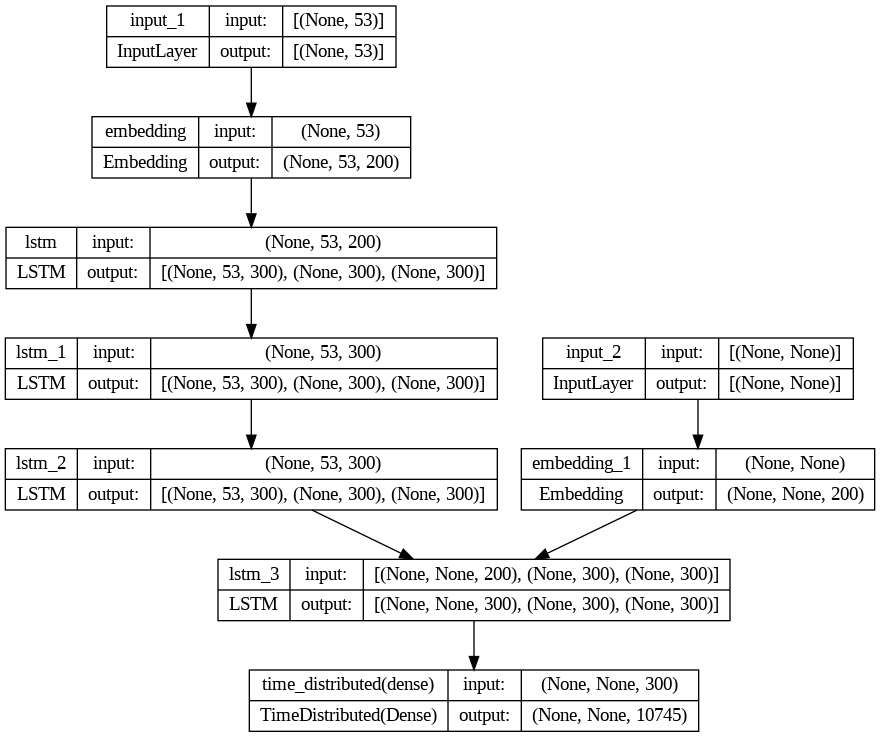 input_1 input: [(None, 53)]
InputLayer output: [(None, 53)]
embedding input: (None, 53)
Embedding output: (None, 53, 200)
lstm input: (None, 53, 200)
LSTM output: [(None, 53, 300), (None, 300), (None, 300)]
lstm_1 input: (None, 53, 300)
LSTM output: [(None, 53, 300), (None, 300), (None, 300)]
input_2 input: [(None, None)]
InputLayer output: [(None, None)]
lstm_2 input: (None, 53, 300)
LSTM output: [(None, 53, 300), (None, 300), (None, 300)]
embedding_1 input: (None, None)
Embedding output: (None, None, 200)
lstm_3 input: [(None, None, 200), (None, 300), (None, 300)]
LSTM output: [(None, None, 300), (None, 300), (None, 300)]
time_distributed(dense) input: (None, None, 300)
TimeDistributed(Dense) output: (None, None, 10745)